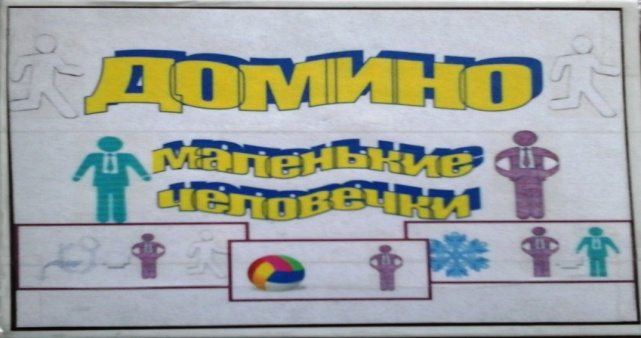 ДОМИНО
маленькие
человечки